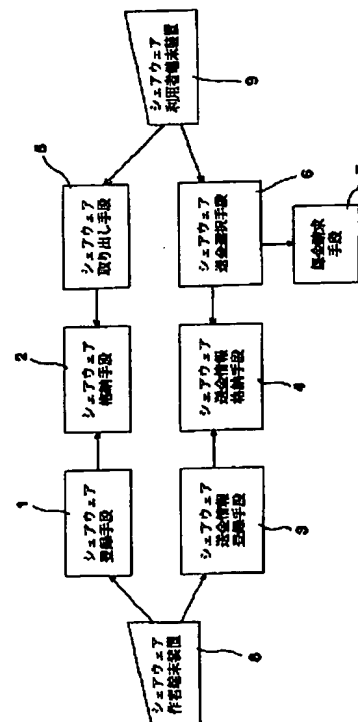 シェアウェア
作者端末装置
8
1
シェアウェア
登録手段
シェアウェア
送金情報
登録手段
3
2
シェアウェア
格納手段
シェアウェア
送金情報
格納手段
4
5
シェアウェア
取り出し手段
シェアウェア
送金選択手段
6
課金請求
手段
シェアウェア
利用者端末装置
9